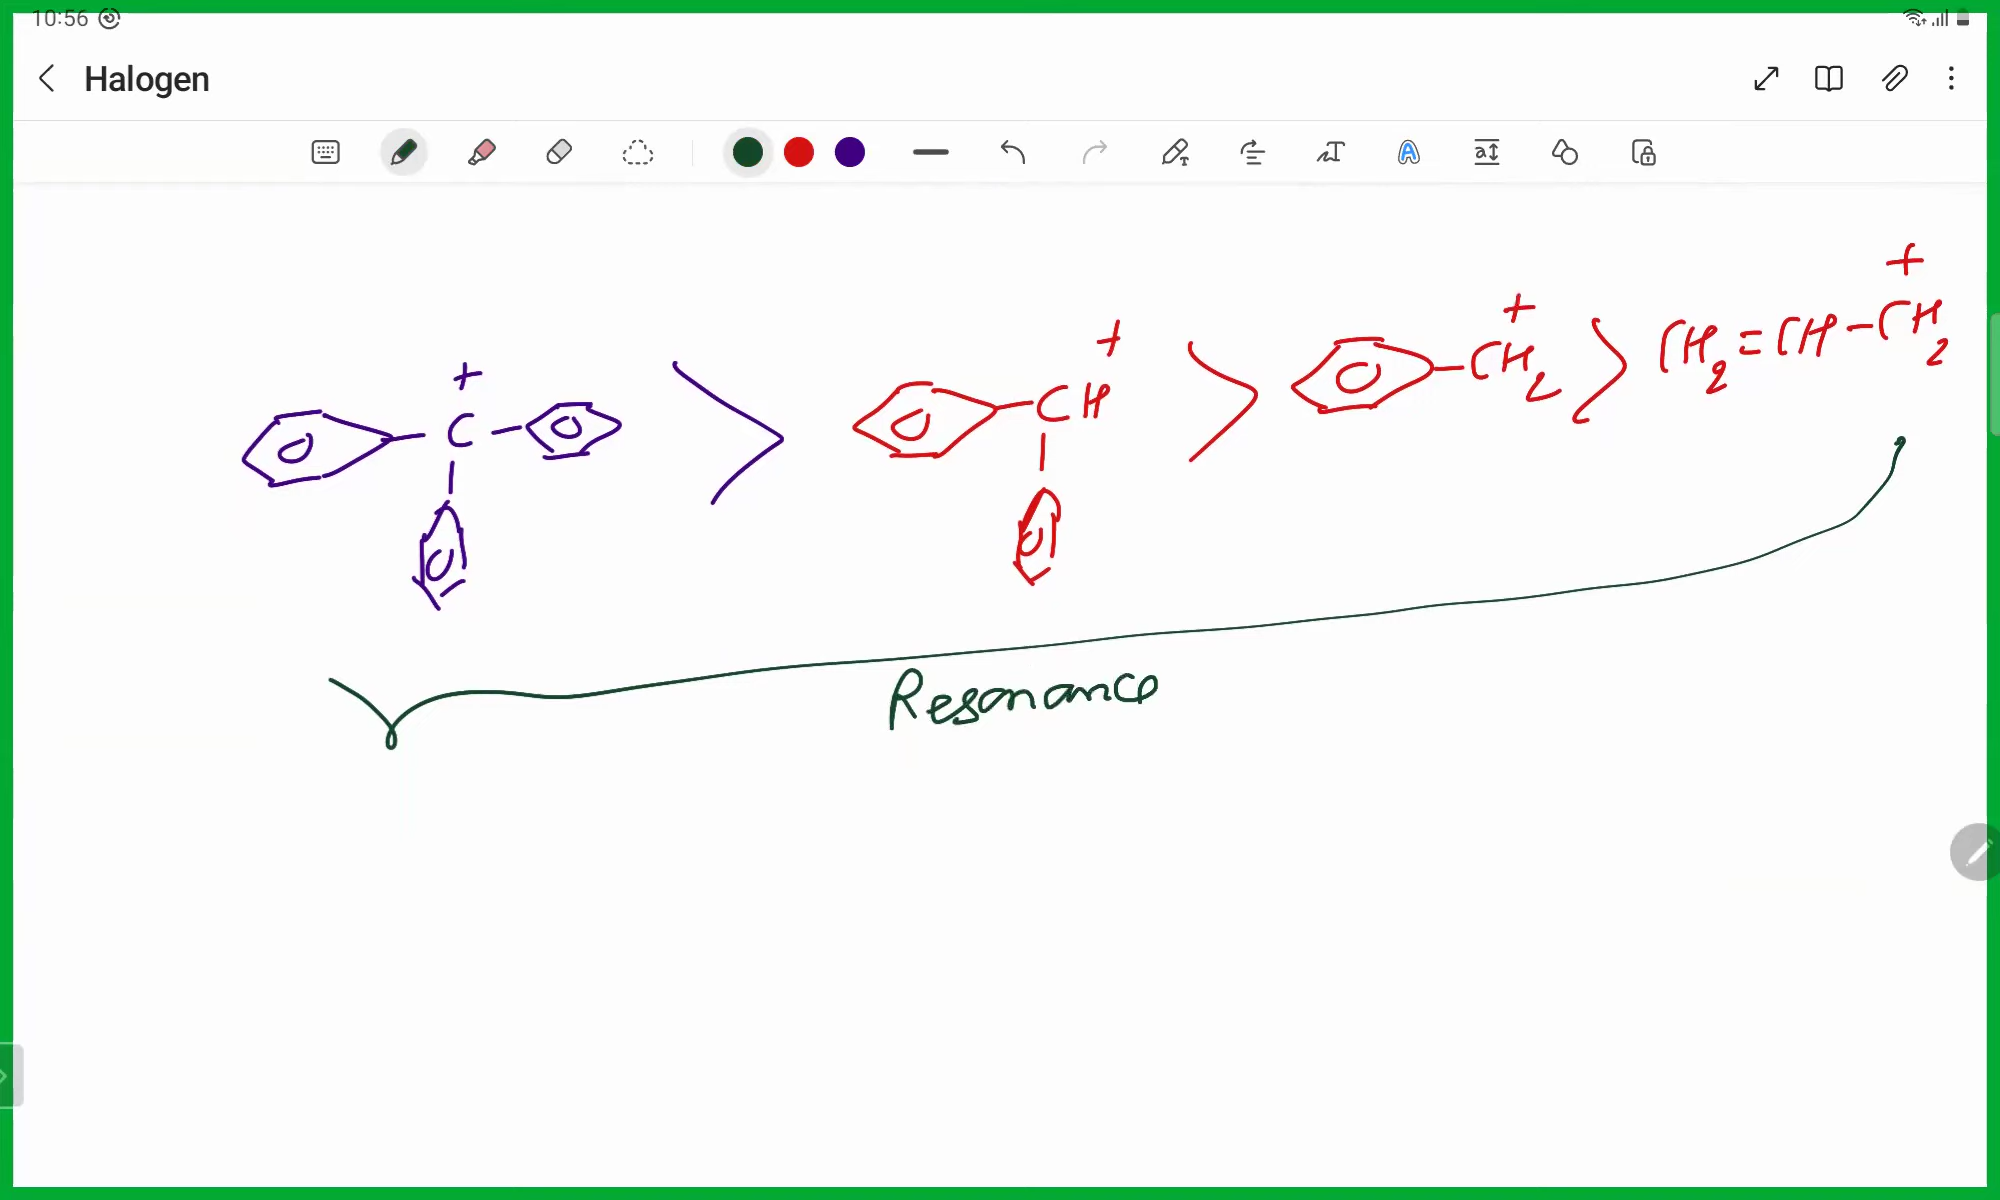 10:56
Halogen
+
C
>
+
CH
>
+
CH2
>
+
CH2=CH-CH2
Resonance